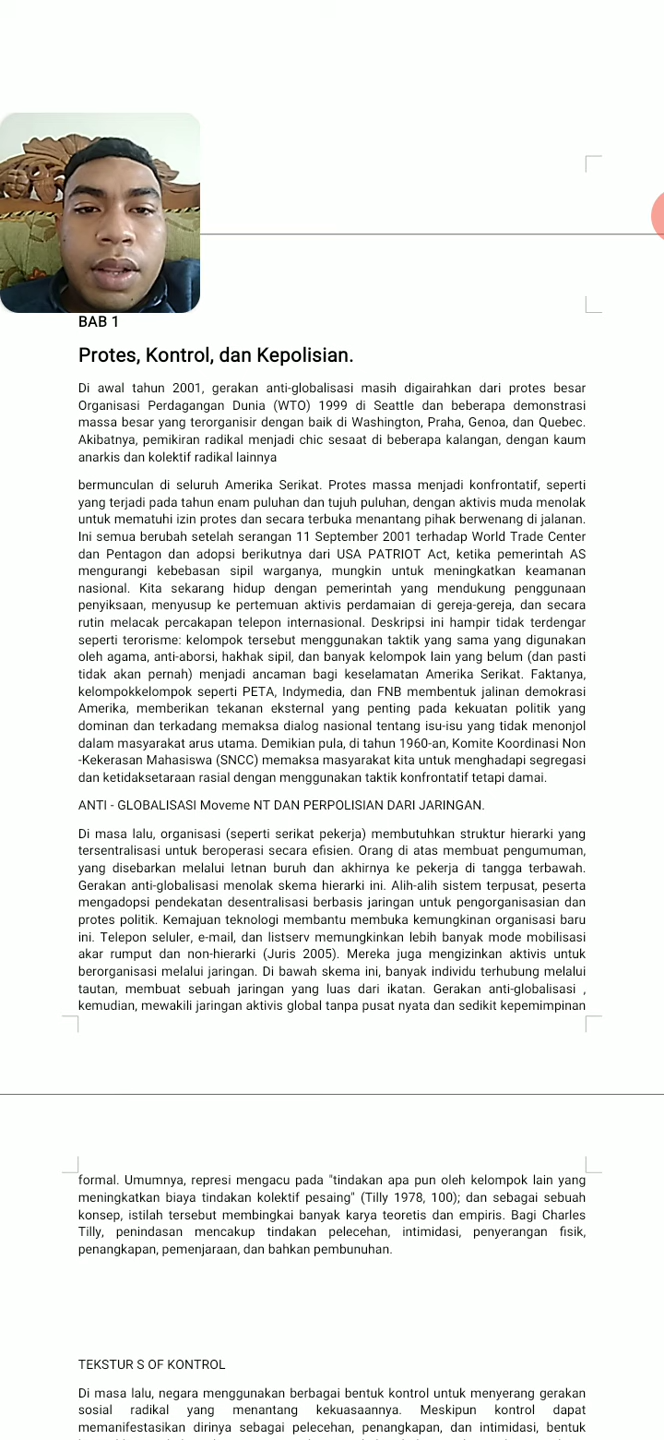 BAB 1
Protes, Kontrol, dan Kepolisian.
Di awal tahun 2001, gerakan anti-globalisasi masih digairahkan dari protes besar
Organisasi Perdagangan Dunia (WTO) 1999 di Seattle dan beberapa demonstrasi
massa besar yang terorganisir dengan baik di Washington, Praha, Genoa, dan Quebec.
Akibatnya, pemikiran radikal menjadi chic sesaat di beberapa kalangan, dengan kaum
anarkis dan kolektif radikal lainnya
bermunculan di seluruh Amerika Serikat. Protes massa menjadi konfrontatif, seperti
yang terjadi pada tahun enam puluhan dan tujuh puluhan, dengan aktivis muda menolak
untuk mematuhi izin protes dan secara terbuka menantang pihak berwenang di jalanan.
Ini semua berubah setelah serangan 11 September 2001 terhadap World Trade Center
dan Pentagon dan adopsi berikutnya dari USA PATRIOT Act, ketika pemerintah AS
mengurangi kebebasan sipil warganya, mungkin untuk meningkatkan keamanan
nasional. Kita sekarang hidup dengan pemerintah yang mendukung penggunaan
penyiksaan, menyusup ke pertemuan aktivis perdamaian di gereja-gereja, dan secara
rutin melacak percakapan telepon internasional. Deskripsi ini hampir tidak terdengar
seperti terorisme: kelompok tersebut menggunakan taktik yang sama yang digunakan
oleh agama, anti-aborsi, hakhak sipil, dan banyak kelompok lain yang belum (dan pasti
tidak akan pernah) menjadi ancaman bagi keselamatan Amerika Serikat. Faktanya,
kelompokkelompok seperti PETA, Indymedia, dan FNB membentuk jalinan demokrasi
Amerika, memberikan tekanan eksternal yang penting pada kekuatan politik yang
dominan dan terkadang memaksa dialog nasional tentang isu-isu yang tidak menonjol
dalam masyarakat arus utama. Demikian pula, di tahun 1960-an, Komite Koordinasi Non
-Kekerasan Mahasiswa (SNCC) memaksa masyarakat kita untuk menghadapi segregasi
dan ketidaksetaraan rasial dengan menggunakan taktik konfrontatif tetapi damai.
ANTI - GLOBALISASI Moveme NT DAN PERPOLISIAN DARI JARINGAN.
Di masa lalu, organisasi (seperti serikat pekerja) membutuhkan struktur hierarki yang
tersentralisasi untuk beroperasi secara efisien. Orang di atas membuat pengumuman,
yang disebarkan melalui letnan buruh dan akhirnya ke pekerja di tangga terbawah.
Gerakan anti-globalisasi menolak skema hierarki ini. Alih-alih sistem terpusat, peserta
mengadopsi pendekatan desentralisasi berbasis jaringan untuk pengorganisasian dan
protes politik. Kemajuan teknologi membantu membuka kemungkinan organisasi baru
ini. Telepon seluler, e-mail, dan listserv memungkinkan lebih banyak mode mobilisasi
akar rumput dan non-hierarki (Juris 2005). Mereka juga mengizinkan aktivis untuk
berorganisasi melalui jaringan. Di bawah skema ini, banyak individu terhubung melalui
tautan, membuat sebuah jaringan yang luas dari ikatan. Gerakan anti-globalisasi ,
kemudian, mewakili jaringan aktivis global tanpa pusat nyata dan sedikit kepemimpinan
formal. Umumnya, represi mengacu pada "tindakan apa pun oleh kelompok lain yang
meningkatkan biaya tindakan kolektif pesaing" (Tilly 1978, 100); dan sebagai sebuah
konsep, istilah tersebut membingkai banyak karya teoretis dan empiris. Bagi Charles
Tilly, penindasan mencakup tindakan pelecehan, intimidasi, penyerangan fisik,
penangkapan, pemenjaraan, dan bahkan pembunuhan.
TEKSTUR S OF KONTROL
Di masa lalu, negara menggunakan berbagai bentuk kontrol untuk menyerang gerakan
sosial radikal yang menantang kekuasaannya. Meskipun kontrol dapat
memanifestasikan dirinya sebagai pelecehan, penangkapan, dan intimidasi, bentuk